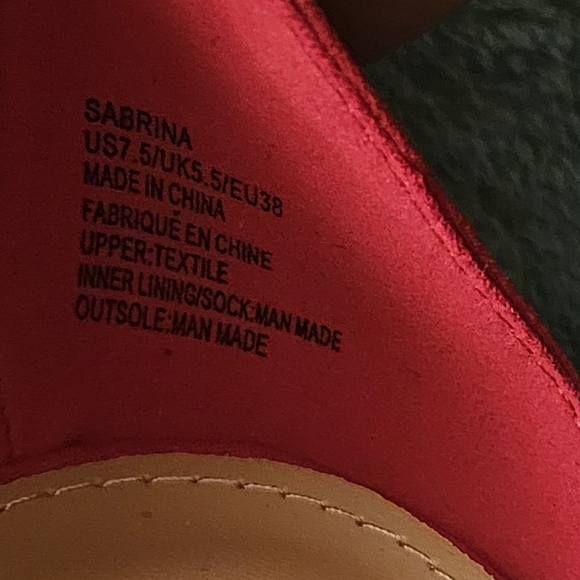 SABRINA
US7.5/UK5.5/EU38
MADE IN CHINA
FABRIQUÉ EN CHINE
UPPER:TEXTILE
INNER LINING/SOCK:MAN MADE
OUTSOLE:MAN MADE